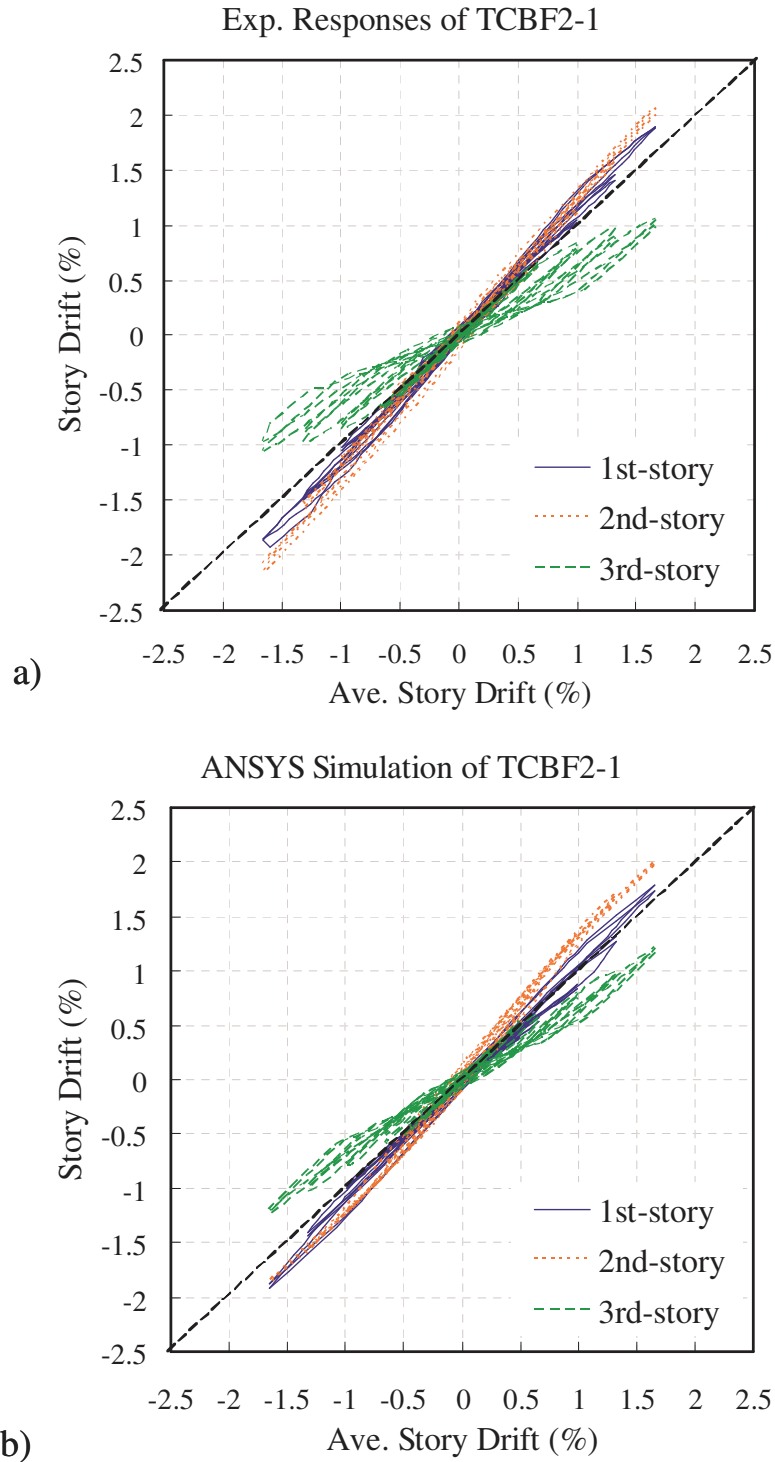 Exp. Responses of TCBF2-1
2.5
2
1.5
1
0.5
0
-0.5
-1
-1.5
-2
-2.5
Story Drift (%)
1st-story
2nd-story
3rd-story
-2.5 -2 -1.5 -1 -0.5 0 0.5 1 1.5 2 2.5
Ave. Story Drift (%)
a)
ANSYS Simulation of TCBF2-1
2.5
2
1.5
1
0.5
0
-0.5
-1
-1.5
-2
-2.5
Story Drift (%)
1st-story
2nd-story
3rd-story
-2.5 -2 -1.5 -1 -0.5 0 0.5 1 1.5 2 2.5
Ave. Story Drift (%)
b)